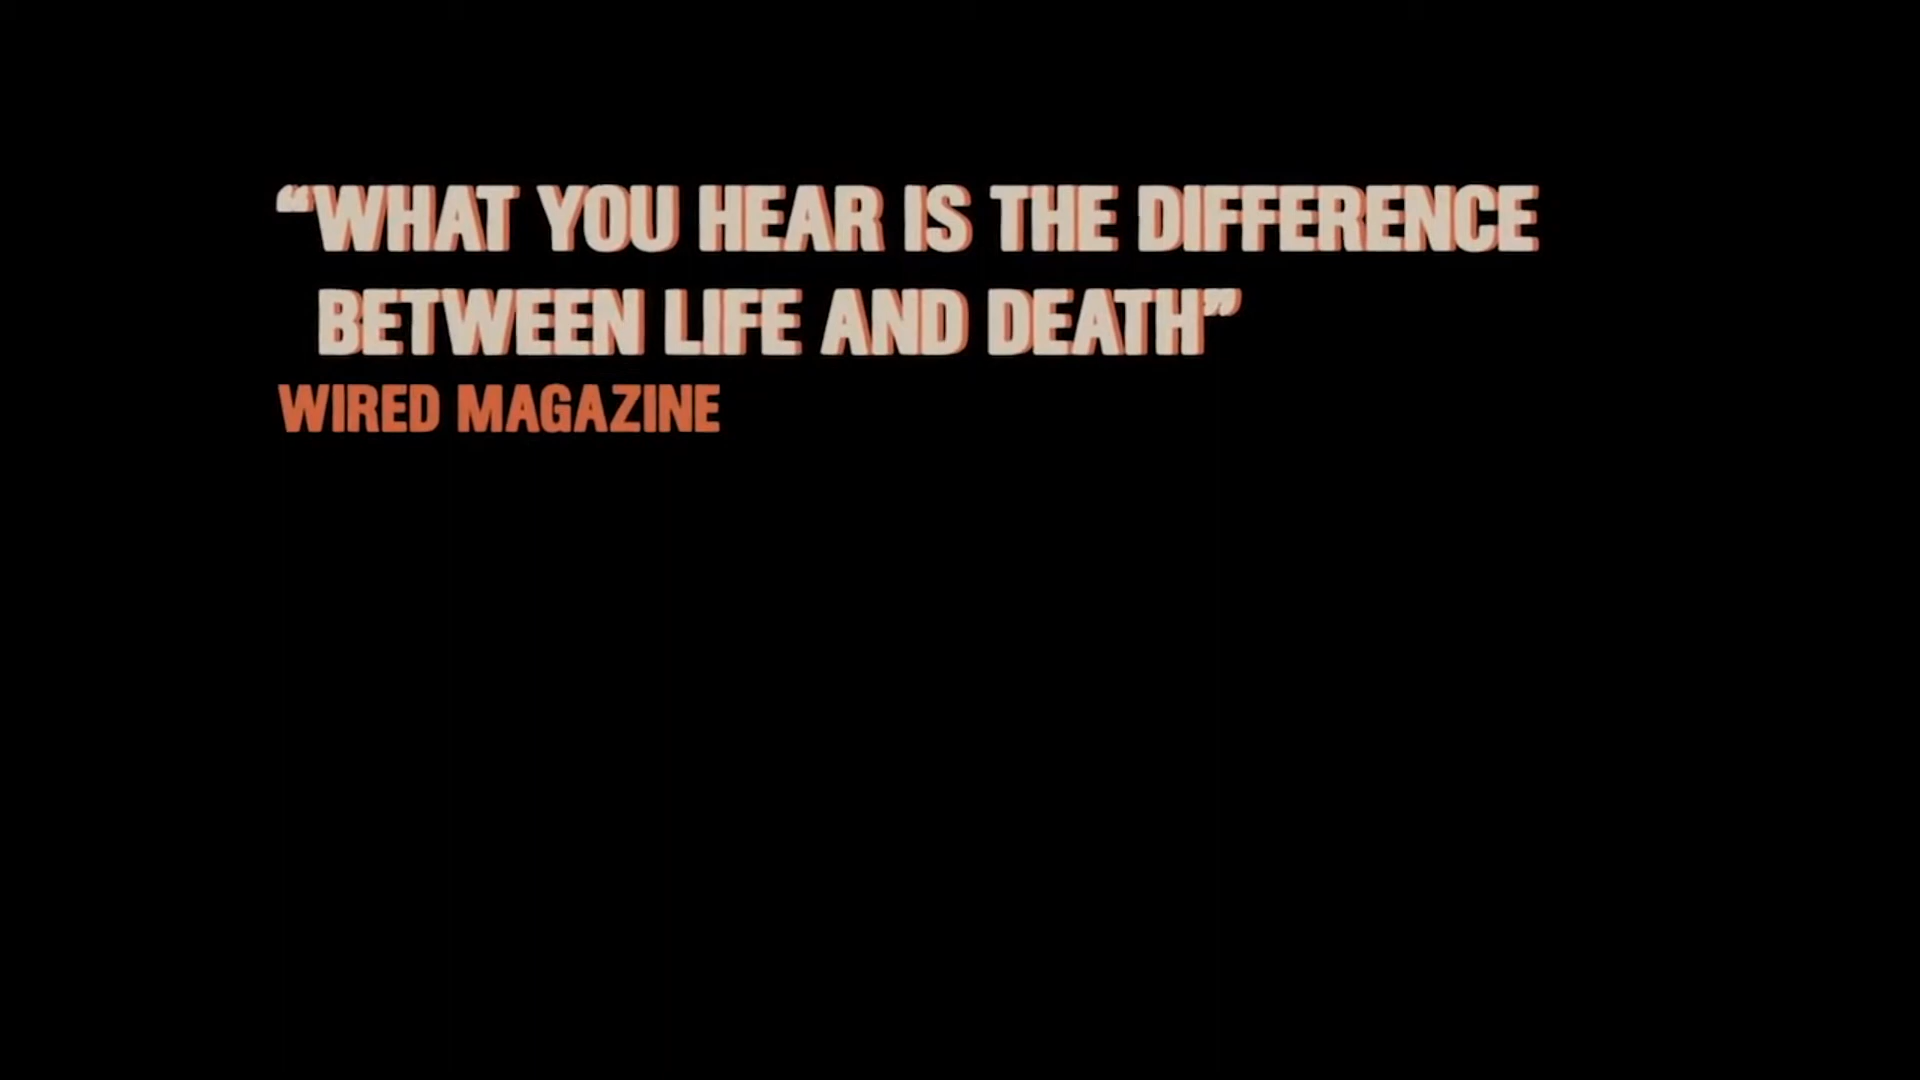 “WHAT YOU HEAR IS THE DIFFERENCE
BETWEEN LIFE AND DEATH”
WIRED MAGAZINE